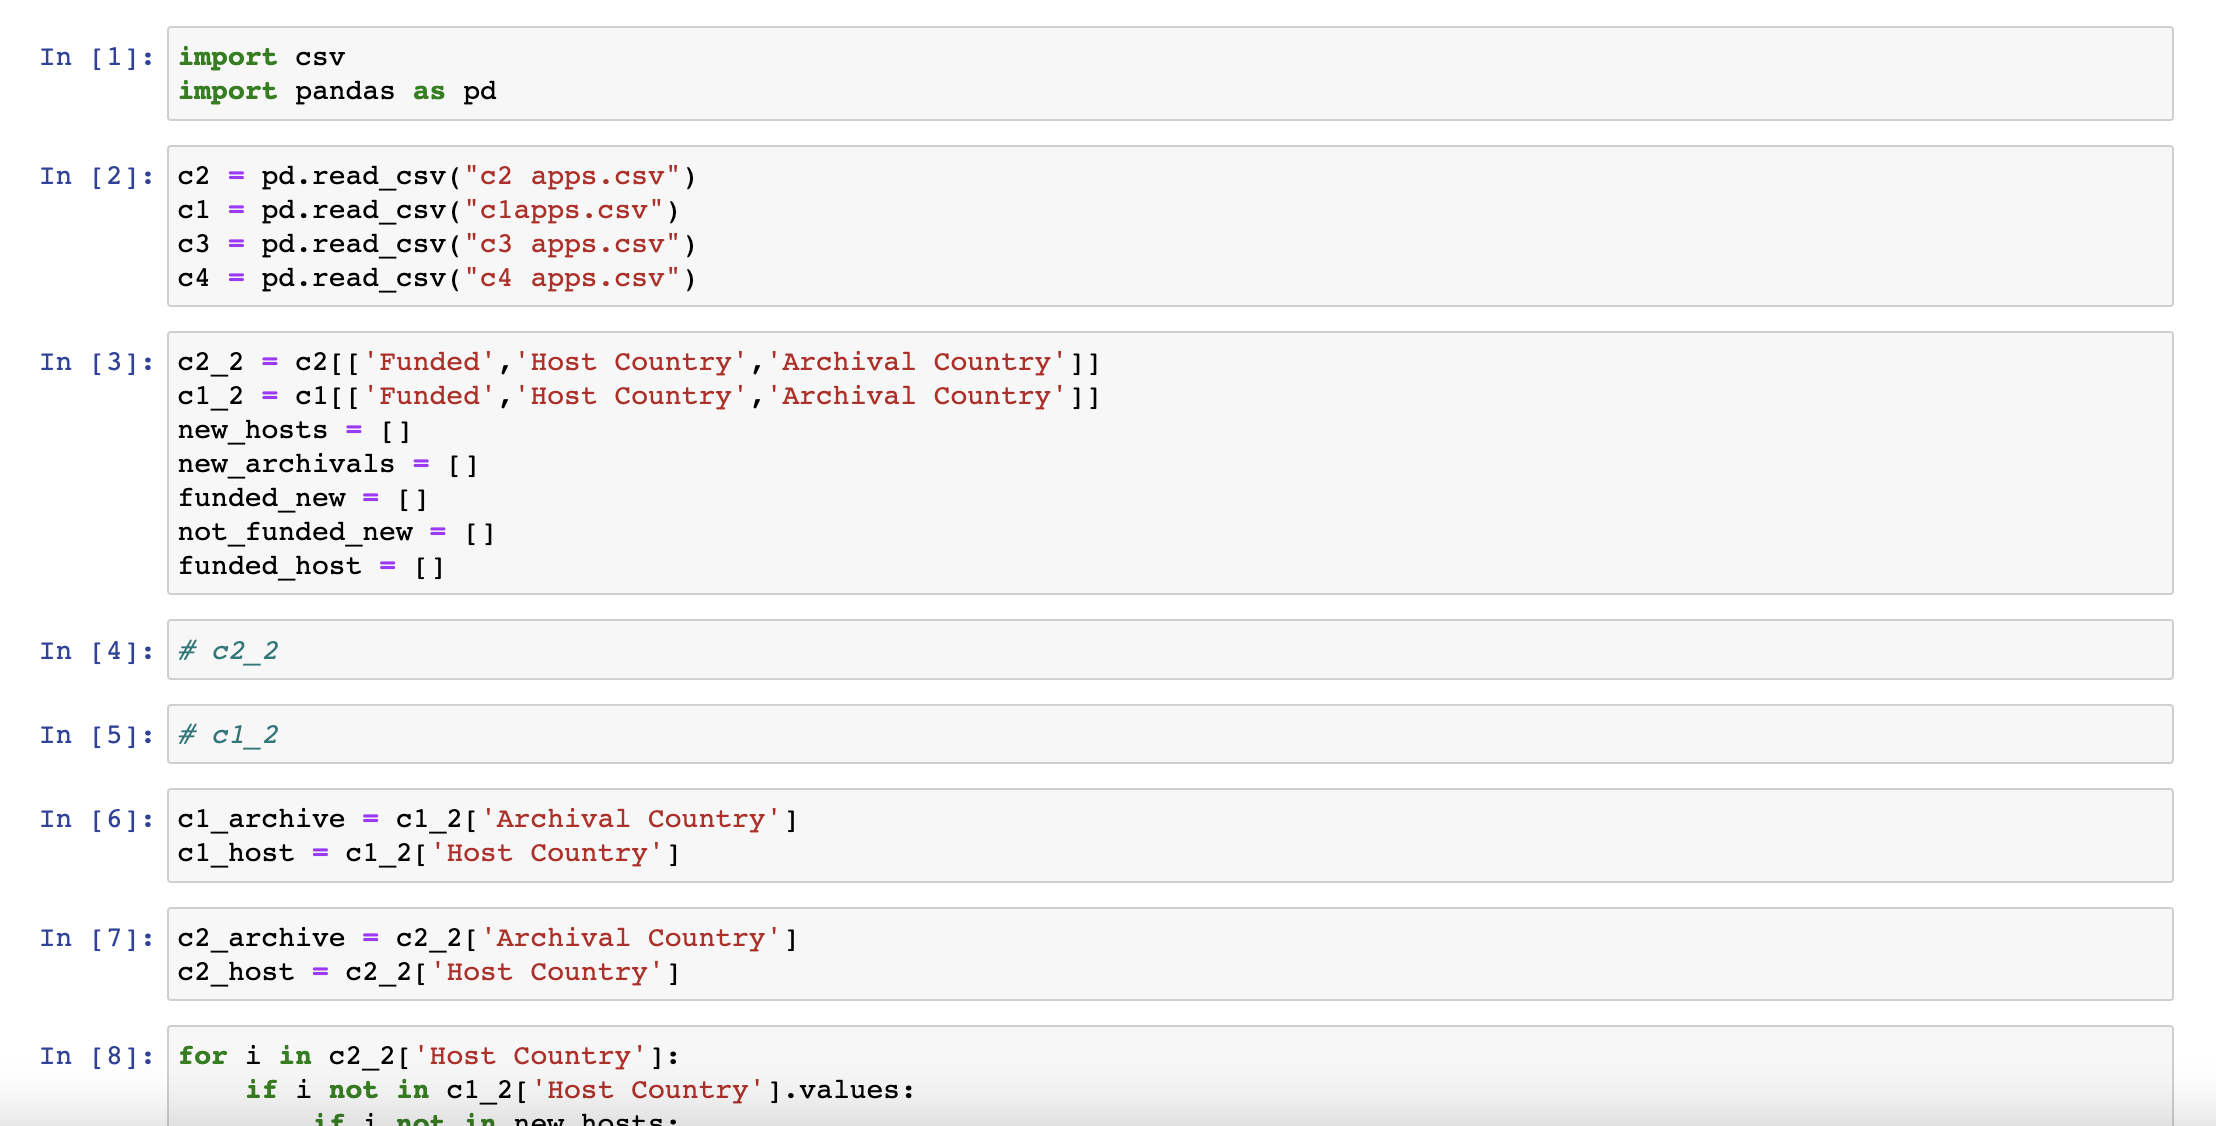 In [1]: import csv
import pandas as pd
In [2]: c2 = pd.read_csv("c2 apps.csv")
c1 = pd.read_csv("c1apps.csv")
c3 = pd.read_csv("c3 apps.csv")
c4 = pd.read_csv("c4 apps.csv")
In [3]: c2_2 = c2[['Funded','Host Country','Archival Country']]
c1_2 = c1[['Funded','Host Country','Archival Country']]
new_hosts = []
new_archivals = []
funded_new = []
not_funded_new = []
funded_host = []
In [4]: # c2_2
In [5]: # c1_2
In [6]: c1_archive = c1_2['Archival Country']
c1_host = c1_2['Host Country']
In [7]: c2_archive = c2_2['Archival Country']
c2_host = c2_2['Host Country']
In [8]: for i in c2_2['Host Country']:
    if i not in c1_2['Host Country'].values:
        if i not in new_hosts: